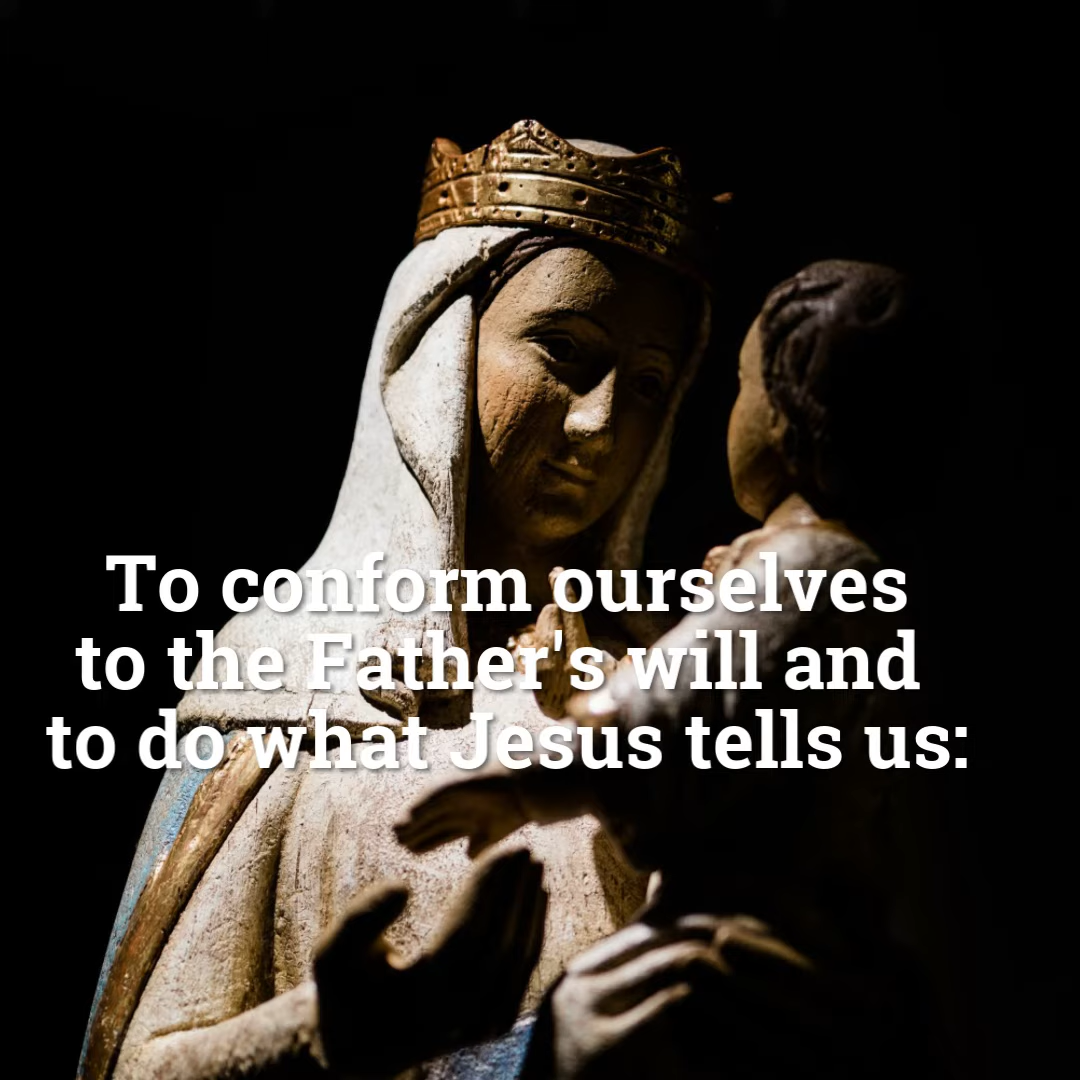 To conform ourselves
to the Father's will and
to do what Jesus tells us: